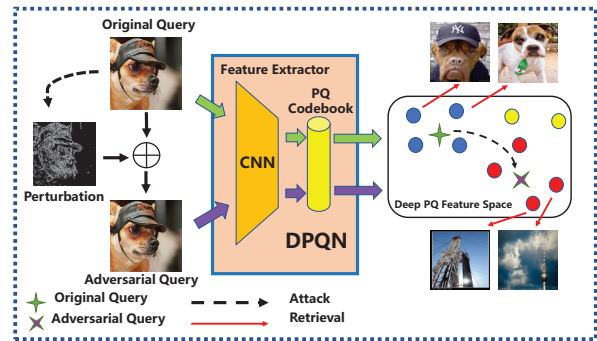 Original Query
Feature Extractor
PQ
Codebook
CNN
DPQN
Perturbation
Adversarial Query
Deep PQ Feature Space
Original Query
Attack
Adversarial Query
Retrieval